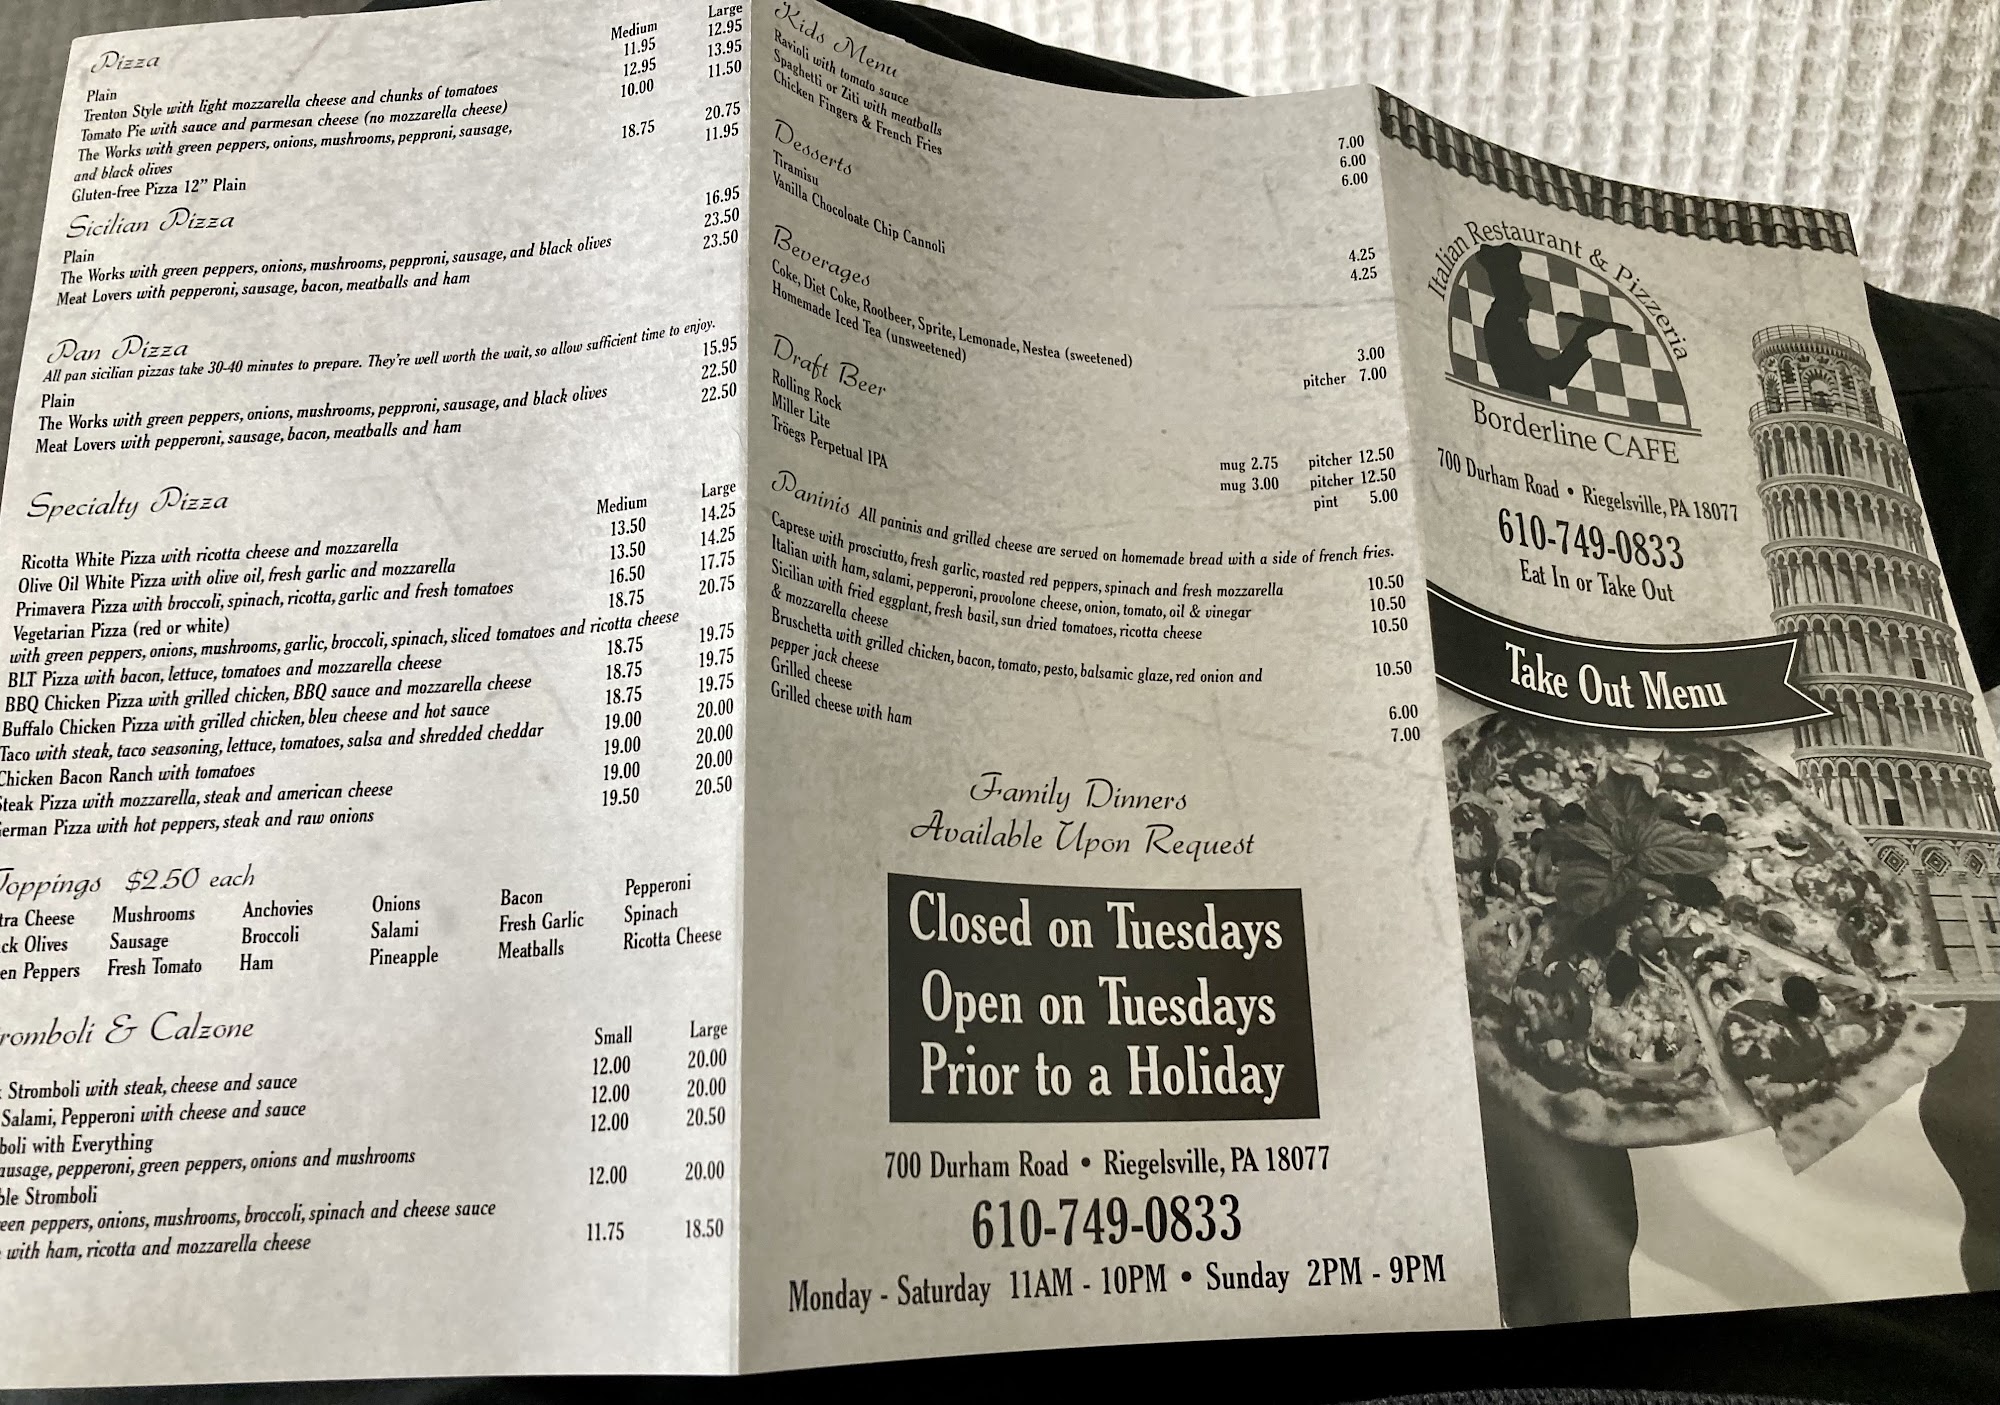 Pizza
Medium Large
Plain 11.95 12.95
Trenton Style with light mozzarella cheese and chunks of tomatoes 12.95 13.95
Tomato Pie with sauce and parmesan cheese (no mozzarella cheese) 10.00 11.50
The Works with green peppers, onions, mushrooms, pepproni, sausage, 18.75 20.75
and black olives
Gluten-free Pizza 12” Plain 11.95
Sicilian Pizza
Plain 16.95
The Works with green peppers, onions, mushrooms, pepproni, sausage, and black olives 23.50
Meat Lovers with pepperoni, sausage, bacon, meatballs and ham 23.50
Pan Pizza
All pan sicilian pizzas take 30-40 minutes to prepare. They're well worth the wait, so allow sufficient time to enjoy.
Plain 15.95
The Works with green peppers, onions, mushrooms, pepproni, sausage, and black olives 22.50
Meat Lovers with pepperoni, sausage, bacon, meatballs and ham 22.50
Specialty Pizza
Medium Large
Ricotta White Pizza with ricotta cheese and mozzarella 13.50 14.25
Olive Oil White Pizza with olive oil, fresh garlic and mozzarella 13.50 14.25
Primavera Pizza with broccoli, spinach, ricotta, garlic and fresh tomatoes 16.50 17.75
Vegetarian Pizza (red or white) 18.75 20.75
with green peppers, onions, mushrooms, garlic, broccoli, spinach, sliced tomatoes and ricotta cheese
BLT Pizza with bacon, lettuce, tomatoes and mozzarella cheese 18.75 19.75
BBQ Chicken Pizza with grilled chicken, BBQ sauce and mozzarella cheese 18.75 19.75
Buffalo Chicken Pizza with grilled chicken, bleu cheese and hot sauce 18.75 19.75
Taco with steak, taco seasoning, lettuce, tomatoes, salsa and shredded cheddar 19.00 20.00
Chicken Bacon Ranch with tomatoes 19.00 20.00
Steak Pizza with mozzarella, steak and american cheese 19.00 20.00
erman Pizza with hot peppers, steak and raw onions 19.50 20.50
Toppings $2.50 each
tra Cheese Mushrooms Anchovies Onions Bacon Pepperoni
ck Olives Sausage Broccoli Salami Fresh Garlic Spinach
en Peppers Fresh Tomato Ham Pineapple Meatballs Ricotta Cheese
romboli & Calzone
Small Large
Stromboli with steak, cheese and sauce 12.00 20.00
Salami, Pepperoni with cheese and sauce 12.00 20.00
boli with Everything 12.00 20.50
ausage, pepperoni, green peppers, onions and mushrooms
ble Stromboli 12.00 20.00
een peppers, onions, mushrooms, broccoli, spinach and cheese sauce
with ham, ricotta and mozzarella cheese 11.75 18.50
Kids Menu
Ravioli with tomato sauce 7.00
Spaghetti or Ziti with meatballs 6.00
Chicken Fingers & French Fries 6.00
Desserts
Tiramisu 4.25
Vanilla Chocoloate Chip Cannoli 4.25
Beverages
Coke, Diet Coke, Rootbeer, Sprite, Lemonade, Nestea (sweetened) 3.00
Homemade Iced Tea (unsweetened) pitcher 7.00
Draft Beer
Rolling Rock mug 2.75 pitcher 12.50
Miller Lite mug 3.00 pitcher 12.50
Tröegs Perpetual IPA pint 5.00
Paninis All paninis and grilled cheese are served on homemade bread with a side of french fries.
Caprese with prosciutto, fresh garlic, roasted red peppers, spinach and fresh mozzarella 10.50
Italian with ham, salami, pepperoni, provolone cheese, onion, tomato, oil & vinegar 10.50
Sicilian with fried eggplant, fresh basil, sun dried tomatoes, ricotta cheese 10.50
& mozzarella cheese
Bruschetta with grilled chicken, bacon, tomato, pesto, balsamic glaze, red onion and 10.50
pepper jack cheese
Grilled cheese 6.00
Grilled cheese with ham 7.00
Family Dinners
Available Upon Request
Closed on Tuesdays
Open on Tuesdays
Prior to a Holiday
700 Durham Road • Riegelsville, PA 18077
610-749-0833
Monday - Saturday 11AM - 10PM • Sunday 2PM - 9PM
Italian Restaurant & Pizzeria
Borderline CAFE
700 Durham Road • Riegelsville, PA 18077
610-749-0833
Eat In or Take Out
Take Out Menu